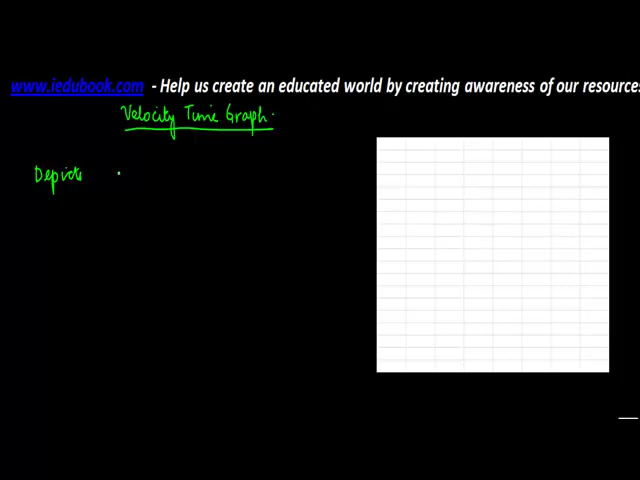 www.iedubook.com - Help us create an educated world by creating awareness of our resources
Velocity Time Graph.
Depicts